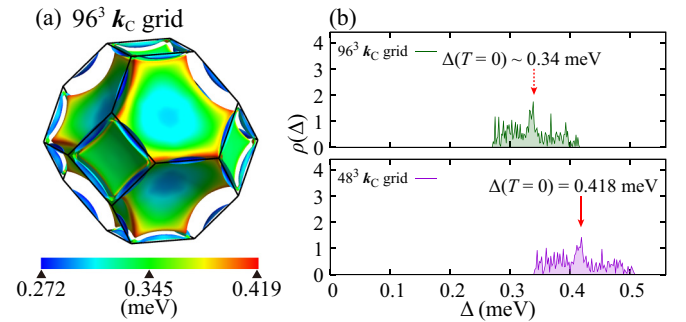 (a) 96³ k_C grid
0.272 0.345 0.419
(meV)
(b)
96³ k_C grid
Δ(T = 0) ~ 0.34 meV
4
3
2
1
0
48³ k_C grid
Δ(T = 0) = 0.418 meV
4
3
2
1
0
ρ(Δ)
0 0.1 0.2 0.3 0.4 0.5
Δ (meV)